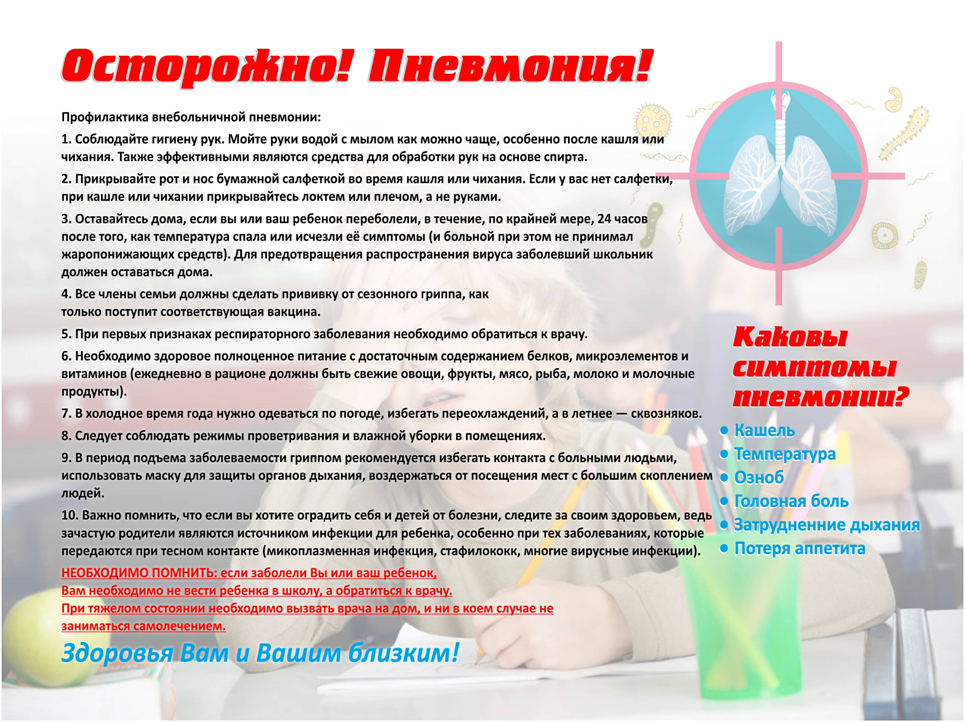 Осторожно! Пневмония!
Профилактика внебольничной пневмонии:
1. Соблюдайте гигиену рук. Мойте руки водой с мылом как можно чаще, особенно после кашля или
чихания. Также эффективными являются средства для обработки рук на основе спирта.
2. Прикрывайте рот и нос бумажной салфеткой во время кашля или чихания. Если у вас нет салфетки,
при кашле или чихании прикрывайтесь локтем или плечом, а не руками.
3. Оставайтесь дома, если вы или ваш ребенок переболели, в течение, по крайней мере, 24 часов
после того, как температура спала или исчезли её симптомы (и больной при этом не принимал
жаропонижающих средств). Для предотвращения распространения вируса заболевший школьник
должен оставаться дома.
4. Все члены семьи должны сделать прививку от сезонного гриппа, как
только поступит соответствующая вакцина.
5. При первых признаках респираторного заболевания необходимо обратиться к врачу.
6. Необходимо здоровое полноценное питание с достаточным содержанием белков, микроэлементов и
витаминов (ежедневно в рационе должны быть свежие овощи, фрукты, мясо, рыба, молоко и молочные
продукты).
7. В холодное время года нужно одеваться по погоде, избегать переохлаждений, а в летнее — сквозняков.
8. Следует соблюдать режимы проветривания и влажной уборки в помещениях.
9. В период подъема заболеваемости гриппом рекомендуется избегать контакта с больными людьми,
использовать маску для защиты органов дыхания, воздержаться от посещения мест с большим скоплением
людей.
10. Важно помнить, что если вы хотите оградить себя и детей от болезни, следите за своим здоровьем, ведь
зачастую родители являются источником инфекции для ребенка, особенно при тех заболеваниях, которые
передаются при тесном контакте (микоплазменная инфекция, стафилококк, многие вирусные инфекции).
НЕОБХОДИМО ПОМНИТЬ: если заболели Вы или ваш ребенок,
Вам необходимо не вести ребенка в школу, а обратиться к врачу.
При тяжелом состоянии необходимо вызвать врача на дом, и ни в коем случае не
заниматься самолечением.
Здоровья Вам и Вашим близким!
Каковы
симптомы
пневмонии?
• Кашель
• Температура
• Озноб
• Головная боль
• Затрудненние дыхания
• Потеря аппетита